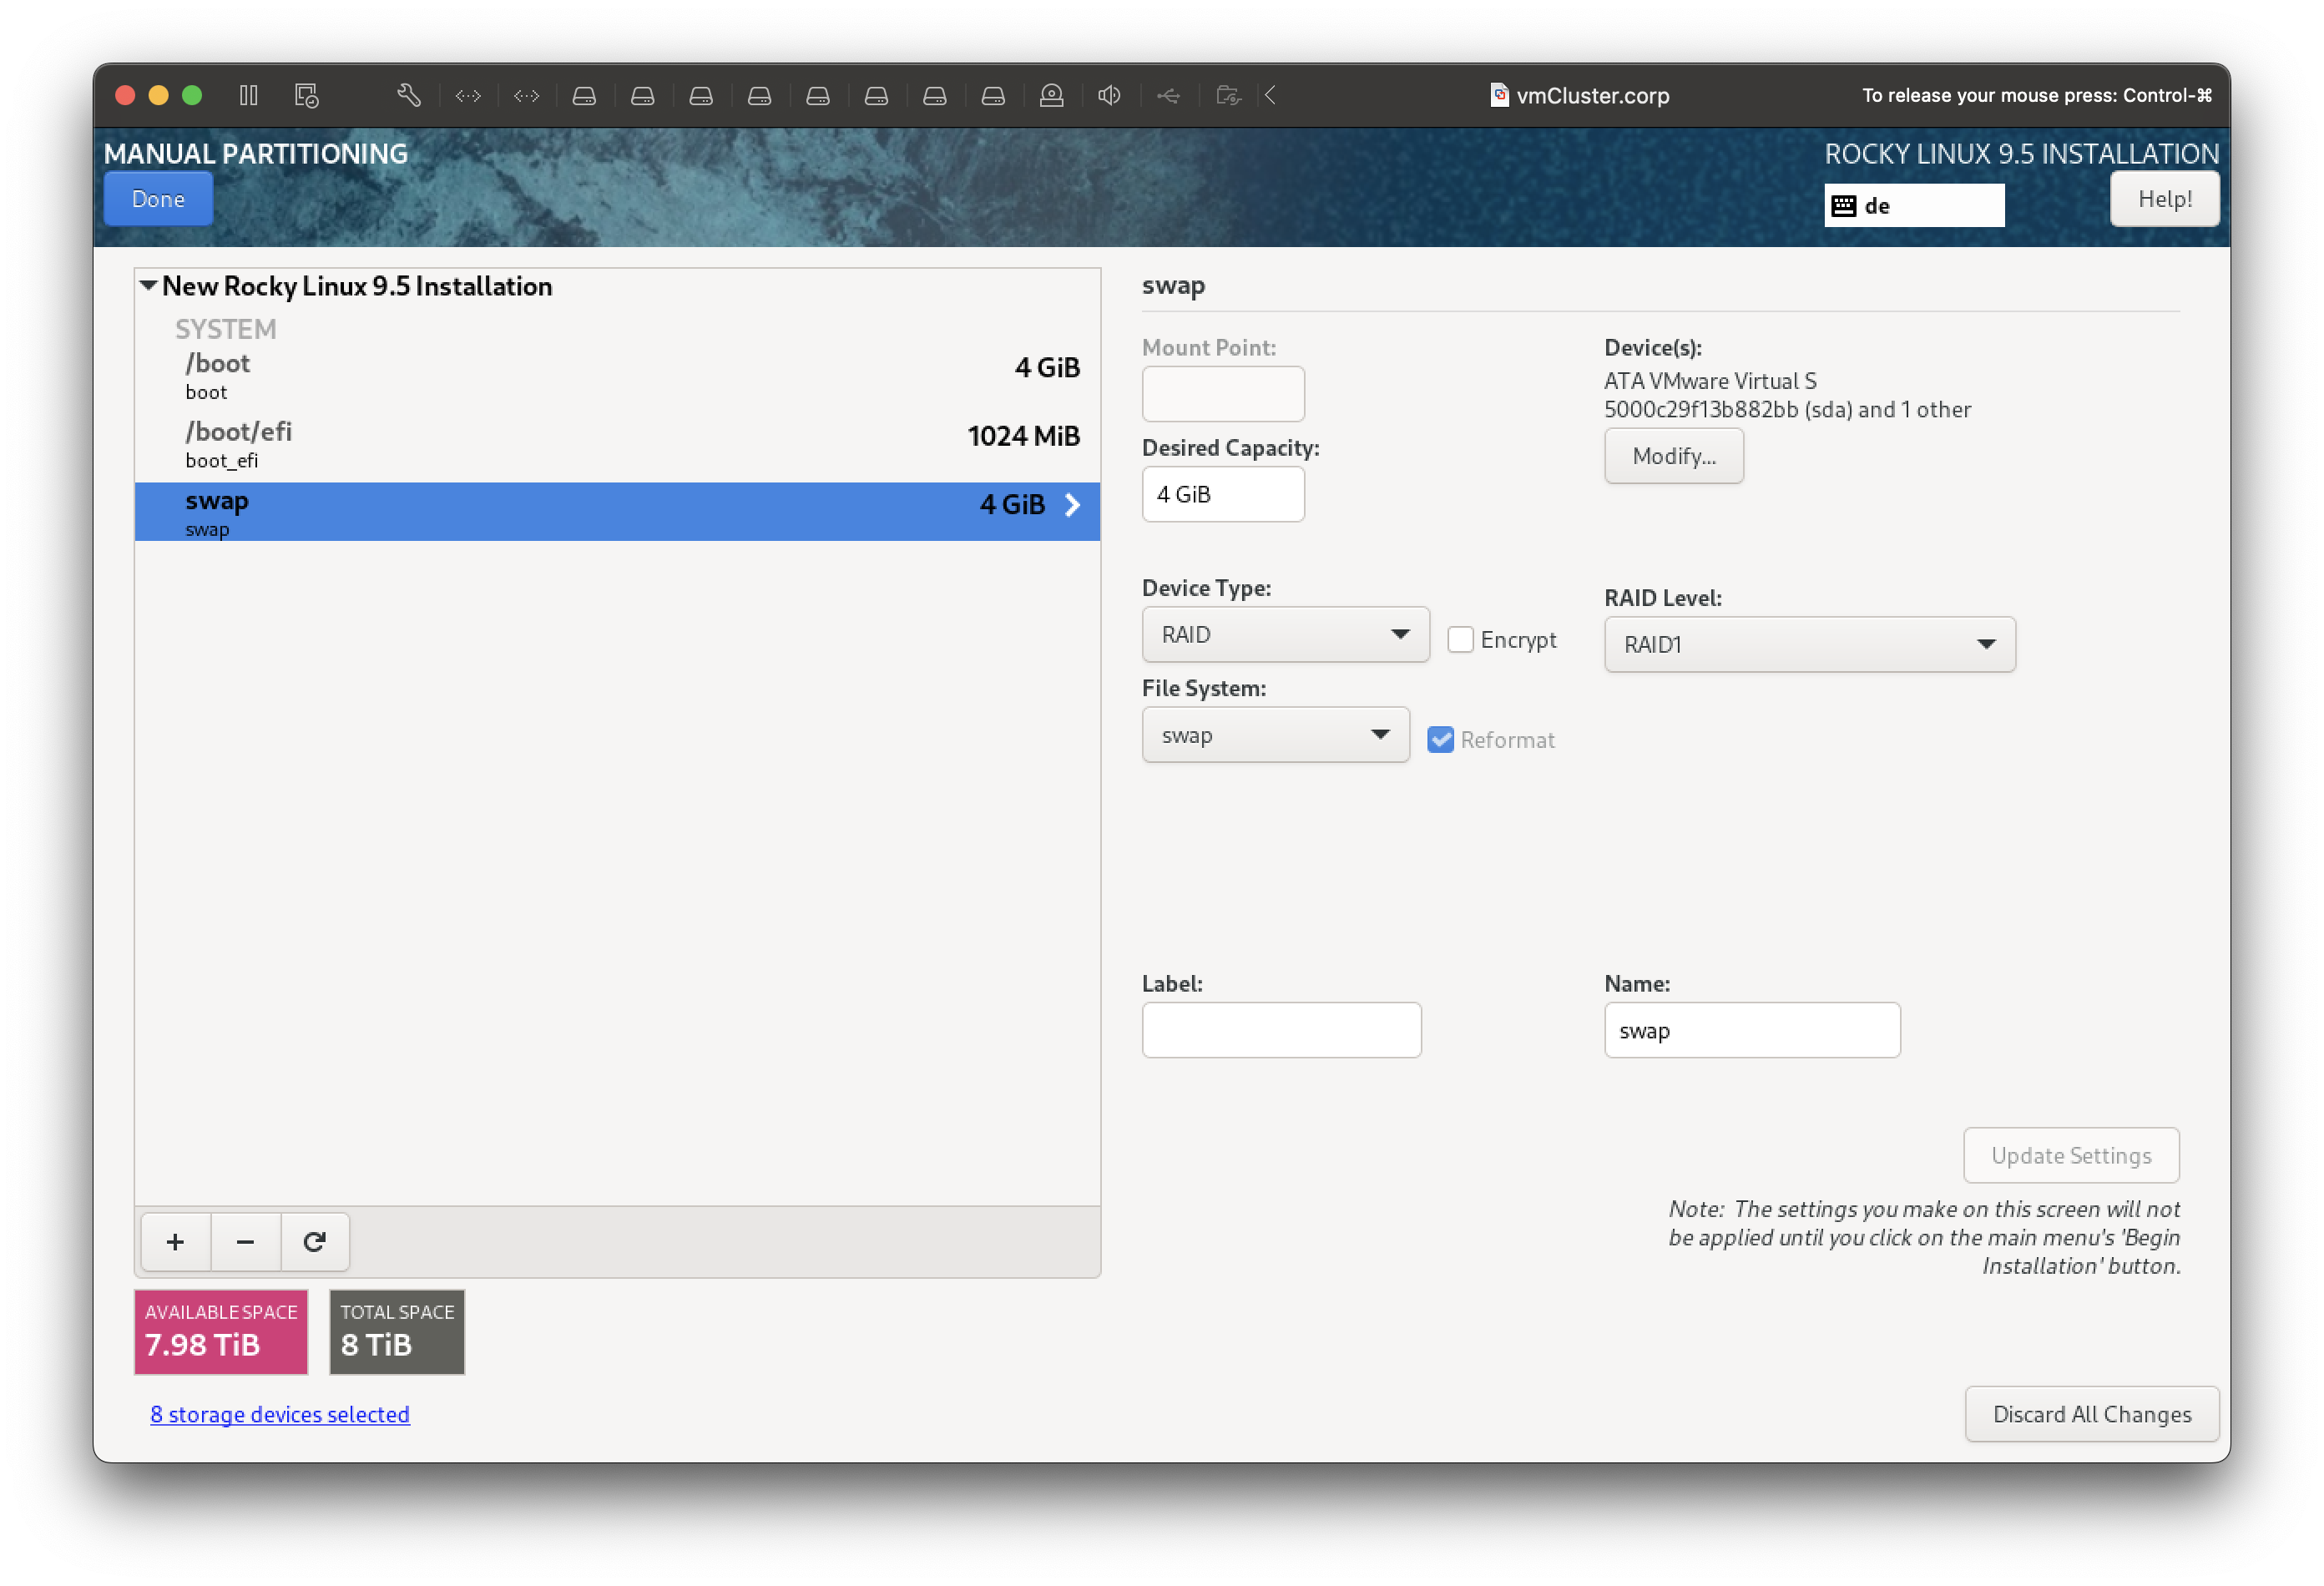 vmCluster.corp
To release your mouse press: Control-⌘
MANUAL PARTITIONING
ROCKY LINUX 9.5 INSTALLATION
Done
de
Help!
New Rocky Linux 9.5 Installation
SYSTEM
/boot
4 GiB
boot
/boot/efi
1024 MiB
boot_efi
swap
4 GiB
swap
swap
Mount Point:
Device(s):
ATA VMware Virtual S
5000c29f13b882bb (sda) and 1 other
Modify...
Desired Capacity:
4 GiB
Device Type:
RAID
Encrypt
RAID Level:
RAID1
File System:
swap
Reformat
Label:
Name:
swap
Update Settings
Note: The settings you make on this screen will not
be applied until you click on the main menu's 'Begin
Installation' button.
+
−
AVAILABLE SPACE
7.98 TiB
TOTAL SPACE
8 TiB
8 storage devices selected
Discard All Changes